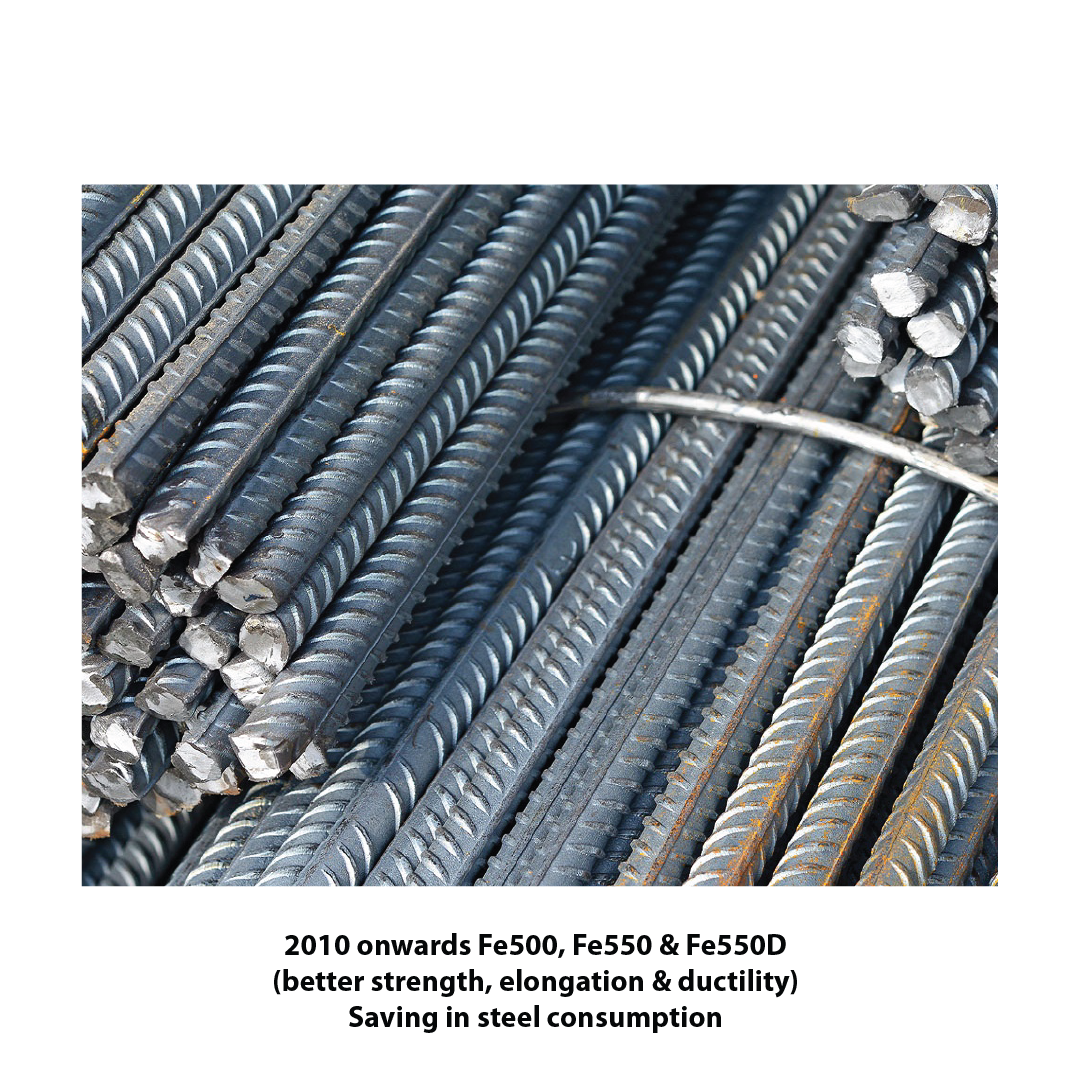 2010 onwards Fe500, Fe550 & Fe550D
(better strength, elongation & ductility)
Saving in steel consumption